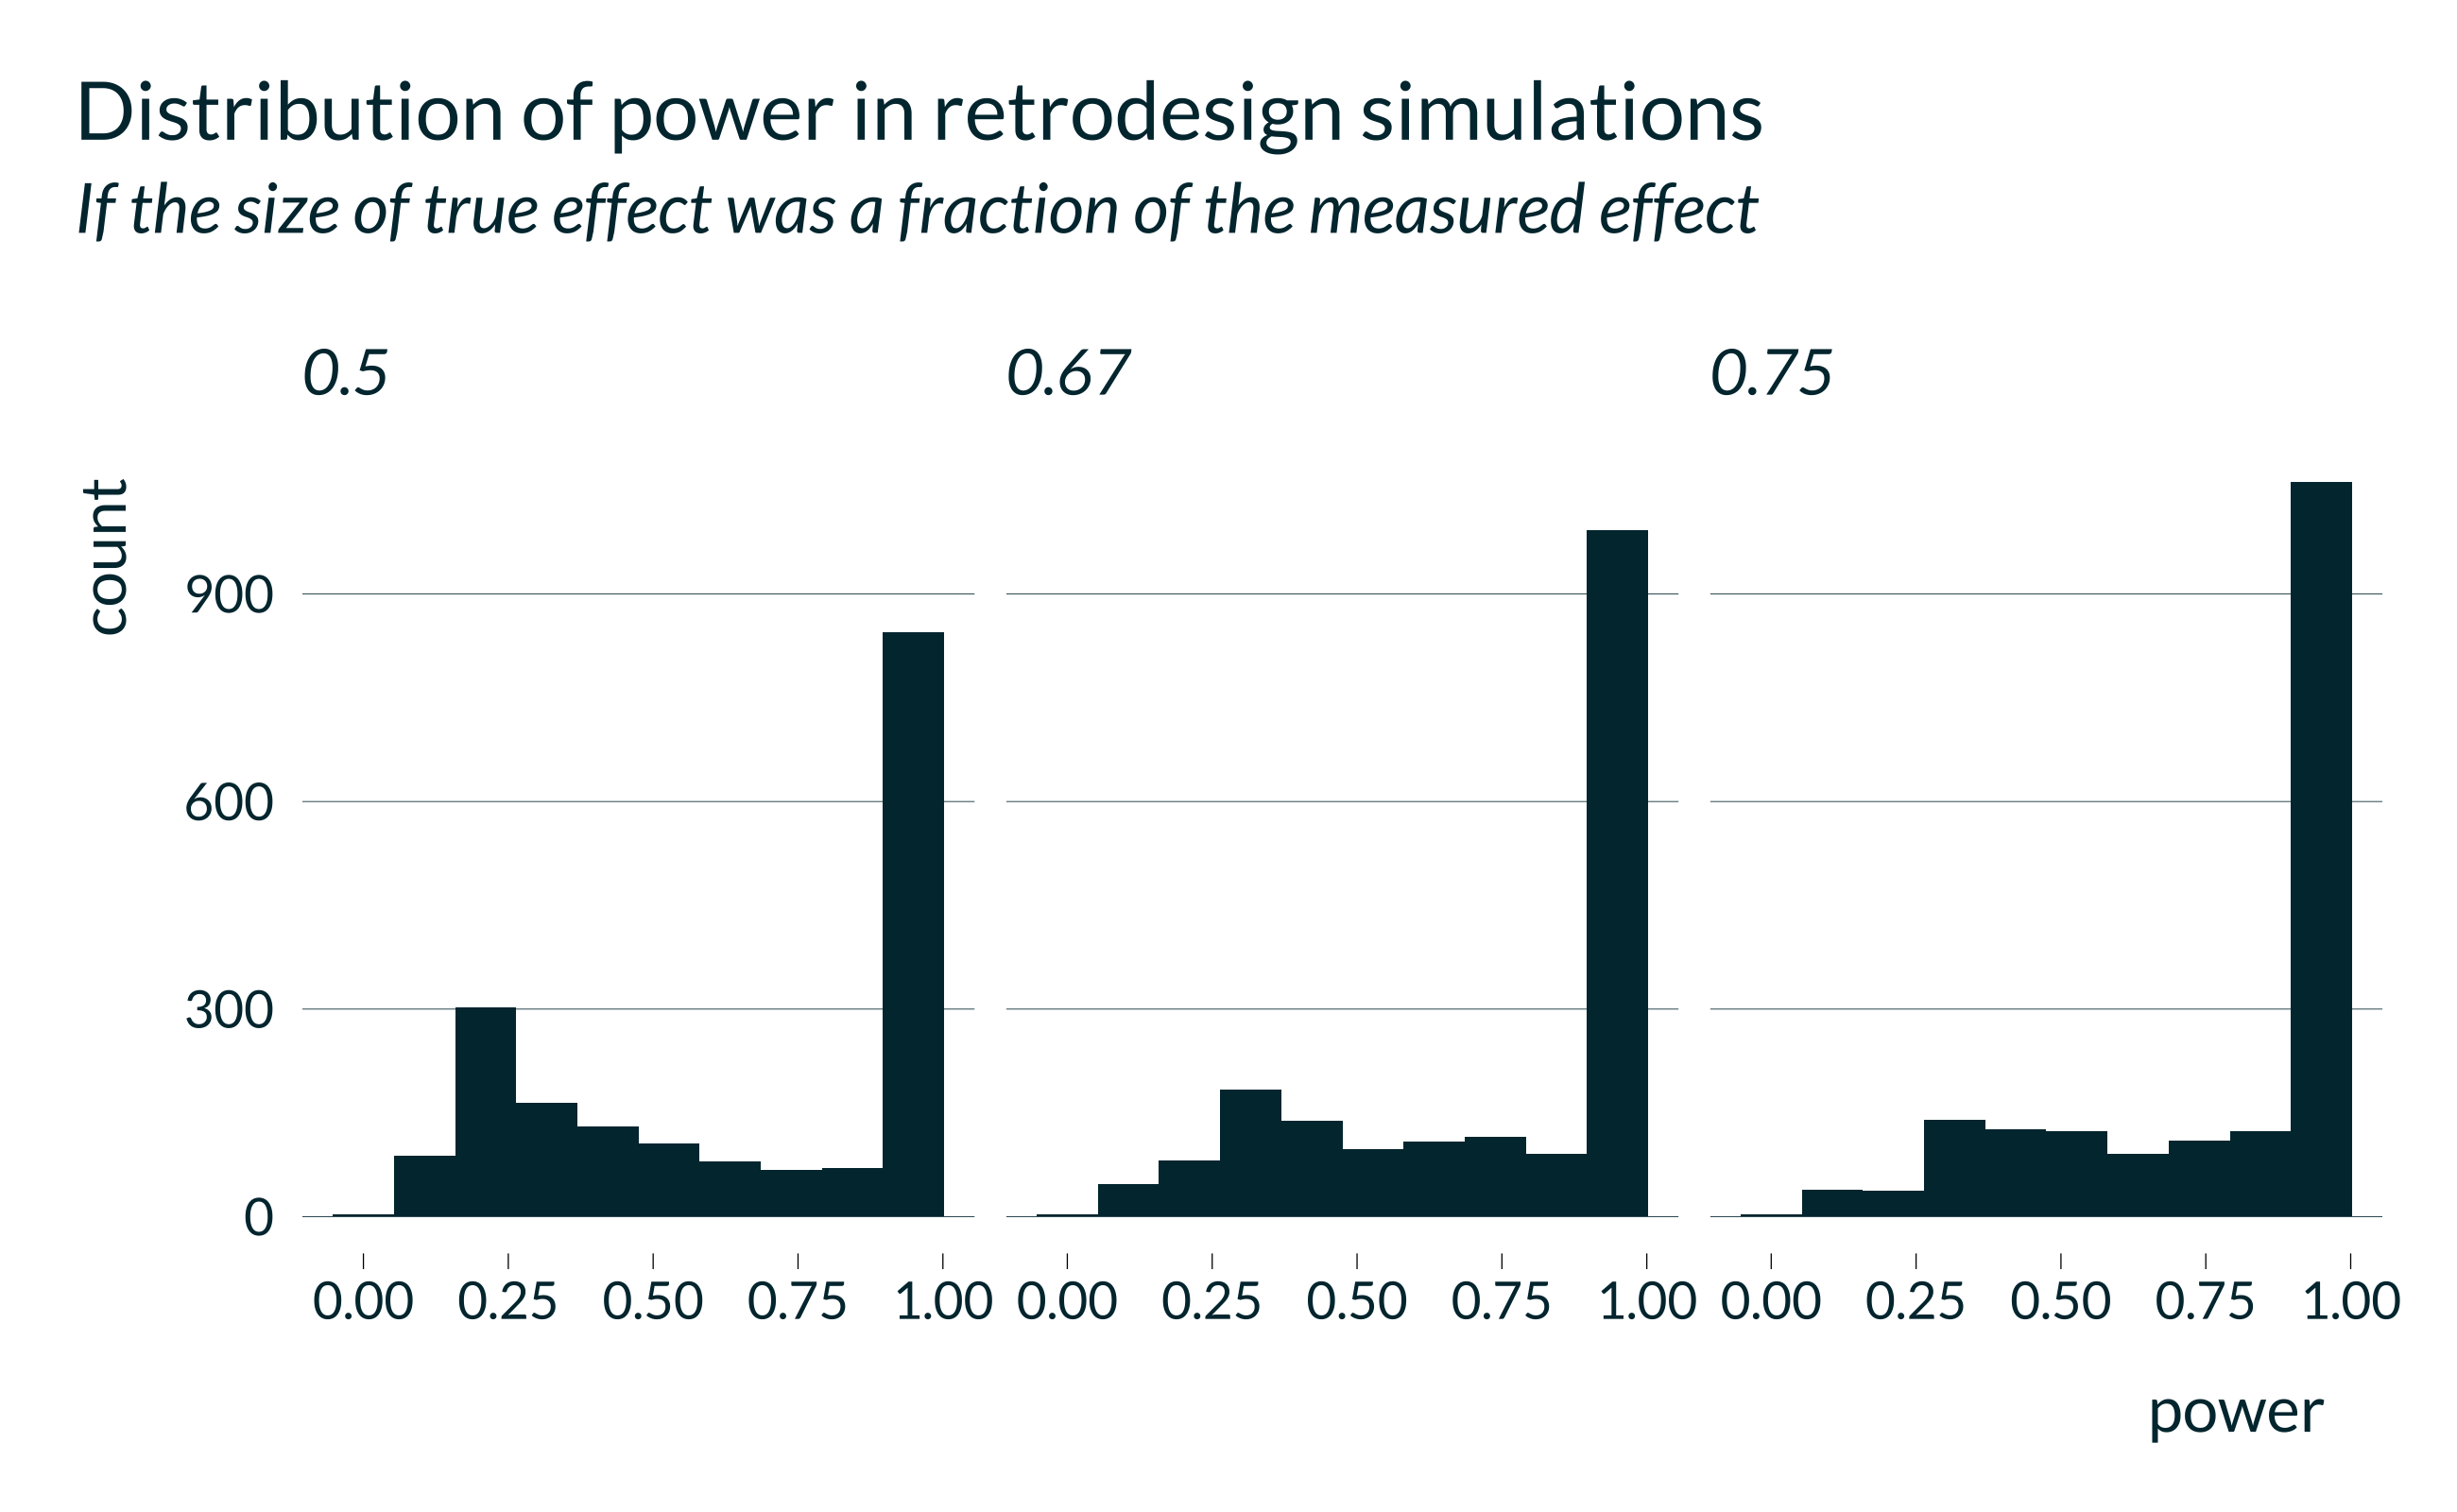 Distribution of power in retrodesign simulations
If the size of true effect was a fraction of the measured effect.
0.5 0.67 0.75
count
900
600
300
0
0.00 0.25 0.50 0.75 1.00 0.00 0.25 0.50 0.75 1.00 0.00 0.25 0.50 0.75 1.00
power